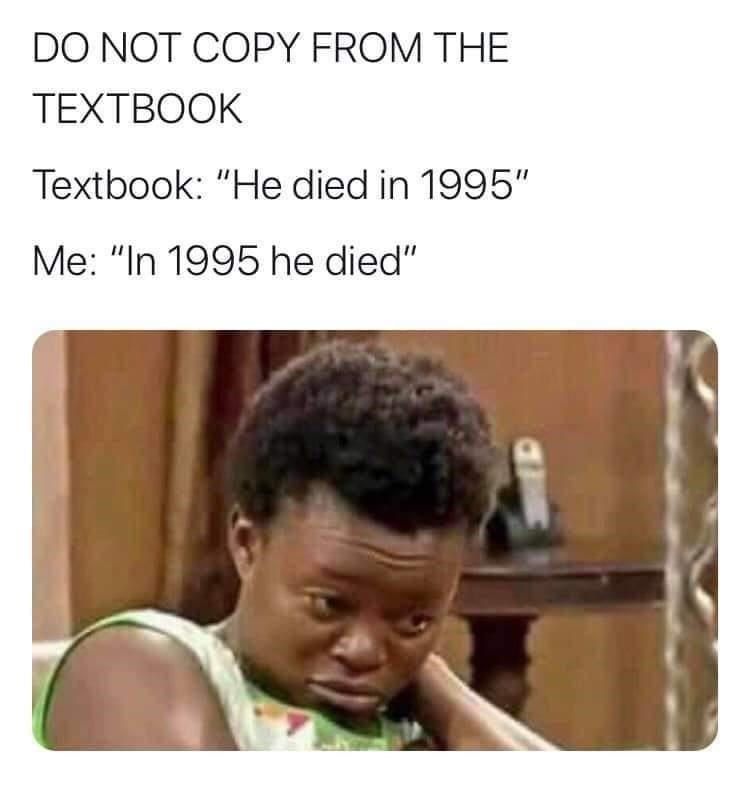 DO NOT COPY FROM THE
TEXTBOOK
Textbook: "He died in 1995"
Me: "In 1995 he died"